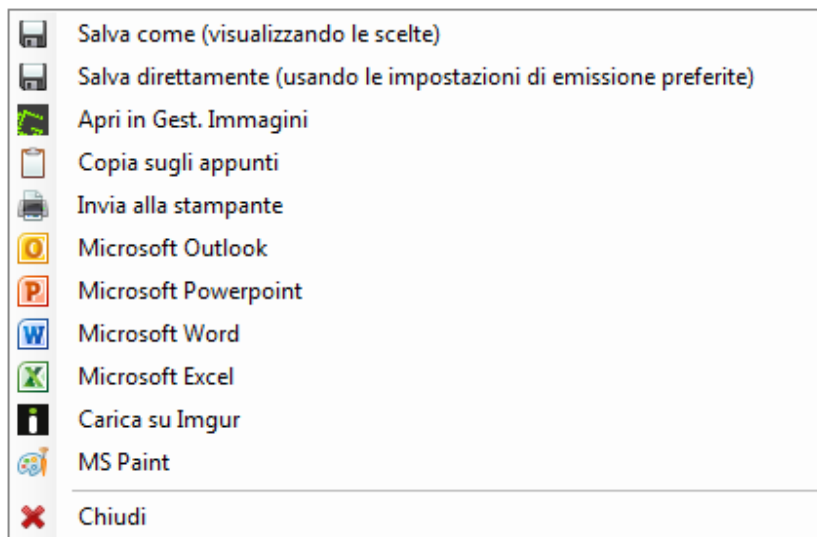 Salva come (visualizzando le scelte)
Salva direttamente (usando le impostazioni di emissione preferite)
Apri in Gest. Immagini
Copia sugli appunti
Invia alla stampante
Microsoft Outlook
Microsoft Powerpoint
Microsoft Word
Microsoft Excel
Carica su Imgur
MS Paint
Chiudi